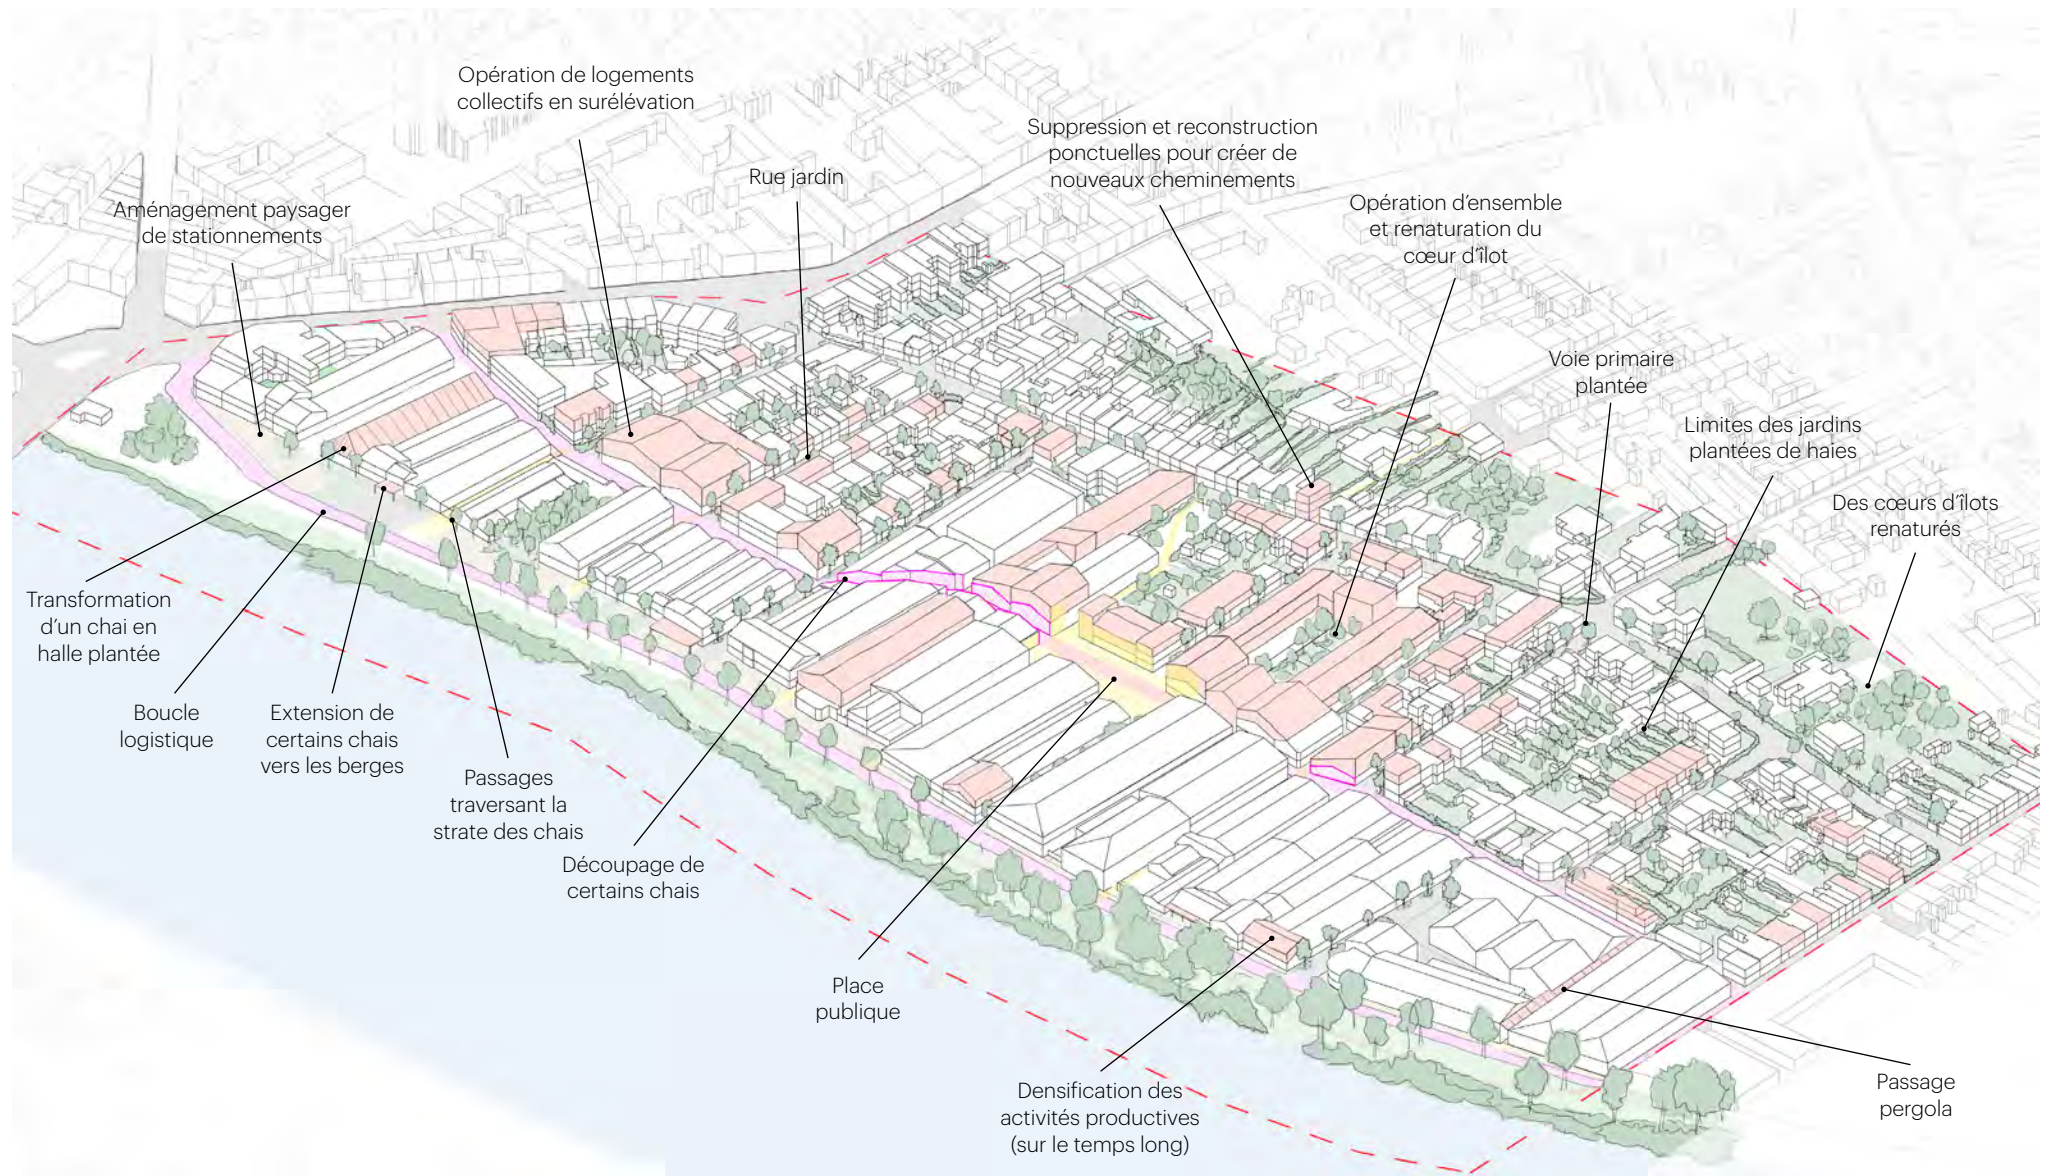 Opération de logements
collectifs en surélévation
Suppression et reconstruction
ponctuelles pour créer de
nouveaux cheminements
Rue jardin
Opération d'ensemble
et renaturation du
cœur d'îlot
Aménagement paysager
de stationnements
Voie primaire
plantée
Limites des jardins
plantées de haies
Des cœurs d'îlots
renaturés
Transformation
d'un chai en
halle plantée
Boucle
logistique
Extension de
certains chais
vers les berges
Passages
traversant la
strate des chais
Découpage de
certains chais
Place
publique
Densification des
activités productives
(sur le temps long)
Passage
pergola